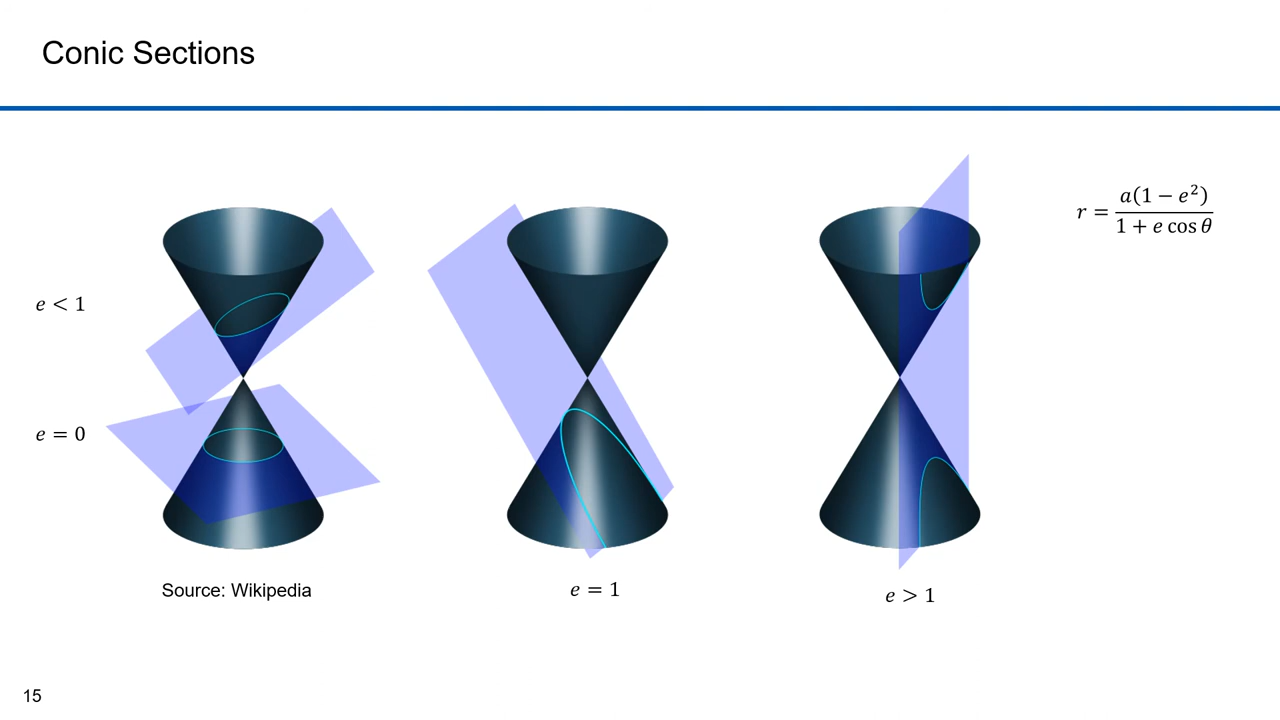 Conic Sections
r = a(1 − e²) / 1 + e cos θ
e < 1
e = 0
Source: Wikipedia
e = 1
e > 1
15